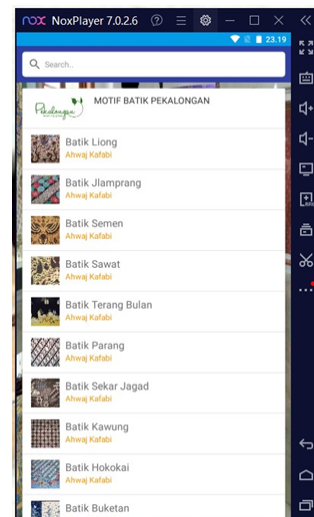 NOX NoxPlayer 7.0.2.6
23.19
Search..
Pekalongan
MOTIF BATIK PEKALONGAN
Batik Liong
Ahwaj Kafabi
Batik Jlamprang
Ahwaj Kafabi
Batik Semen
Ahwaj Kafabi
Batik Sawat
Ahwaj Kafabi
Batik Terang Bulan
Ahwaj Kafabi
Batik Parang
Ahwaj Kafabi
Batik Sekar Jagad
Ahwaj Kafabi
Batik Kawung
Ahwaj Kafabi
Batik Hokokai
Ahwaj Kafabi
Batik Buketan